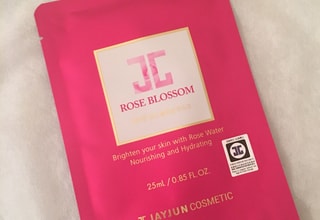 ROSE BLOSSOM
Brighten your skin with Rose Water
Nourishing and Hydrating
25mL / 0.85 FL.OZ.
JAYJUN COSMETIC